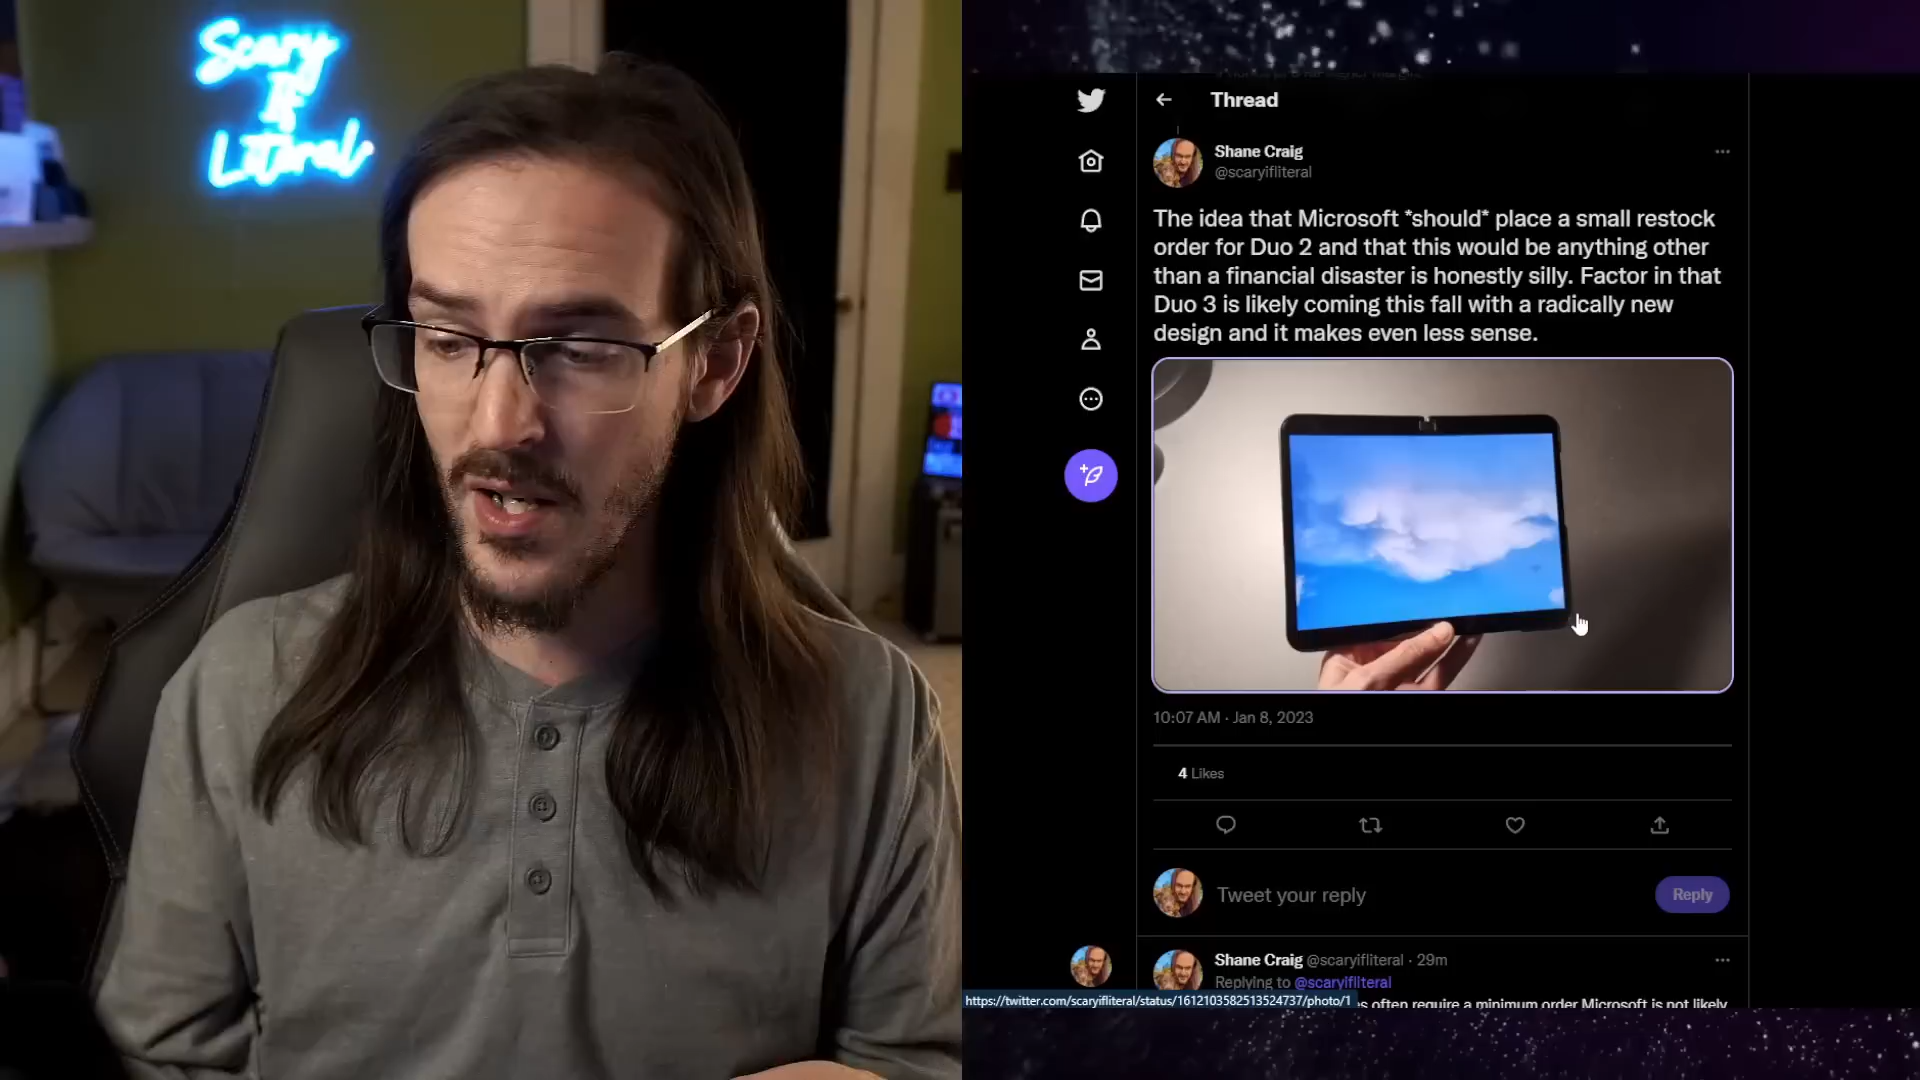 Scary
If
Literal
Thread
Shane Craig
@scaryifliteral
The idea that Microsoft *should* place a small restock
order for Duo 2 and that this would be anything other
than a financial disaster is honestly silly. Factor in that
Duo 3 is likely coming this fall with a radically new
design and it makes even less sense.
10:07 AM · Jan 8, 2023
4 Likes
Tweet your reply
Reply
Shane Craig @scaryifliteral · 29m
Replying to @scaryifliteral
https://twitter.com/scaryifliteral/status/1612103582513524737/photo/1
es often require a minimum order Microsoft is not likely